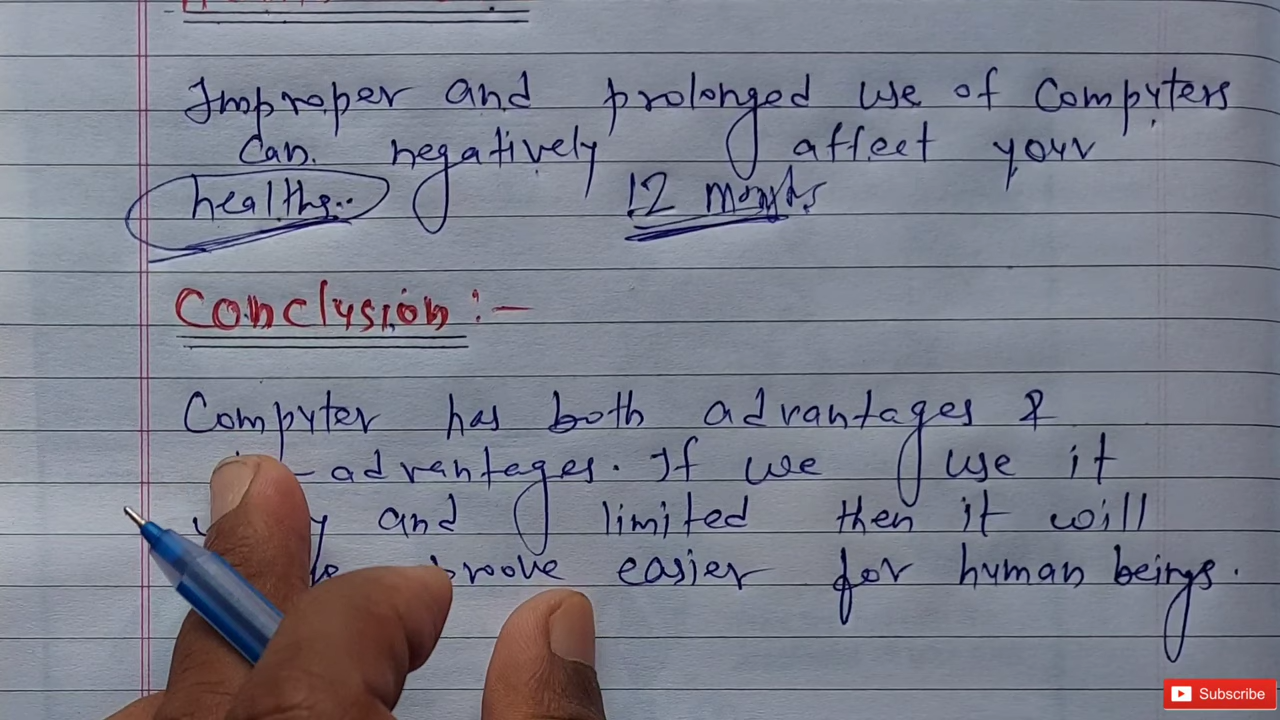 Improper and prolonged use of Computers
can negatively affect your
healths.. 12 months
Conclusion :-
Computer has both advantages &
-advantages. If we use it
and limited then it will
prove easier for human beings.
Subscribe